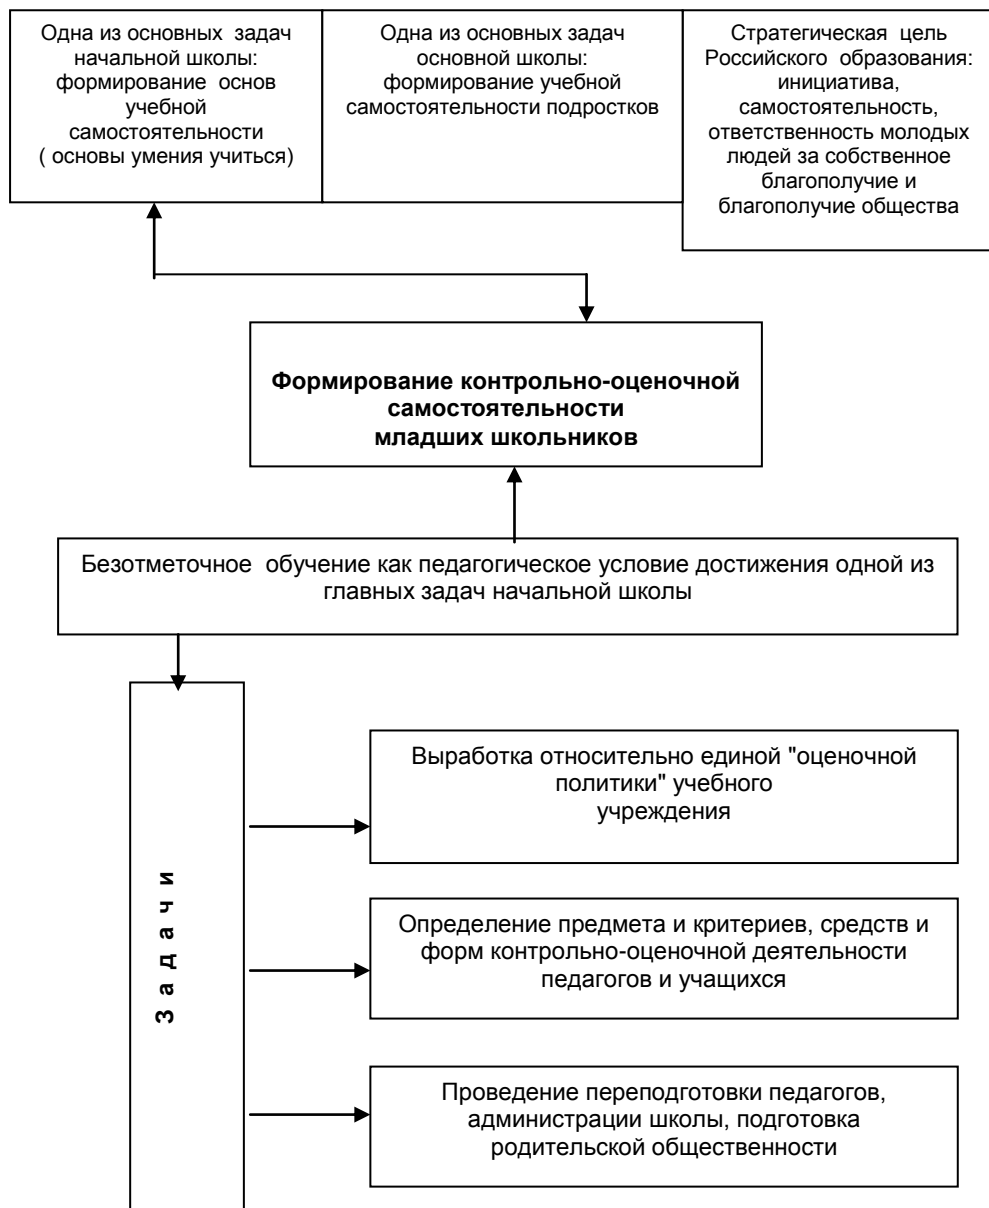 Одна из основных задач
начальной школы:
формирование основ
учебной
самостоятельности
( основы умения учиться)
Одна из основных задач
основной школы:
формирование учебной
самостоятельности подростков
Стратегическая цель
Российского образования:
инициатива,
самостоятельность,
ответственность молодых
людей за собственное
благополучие и
благополучие общества
Формирование контрольно-оценочной
самостоятельности
младших школьников
Безотметочное обучение как педагогическое условие достижения одной из
главных задач начальной школы
Задачи
Выработка относительно единой "оценочной
политики" учебного
учреждения
Определение предмета и критериев, средств и
форм контрольно-оценочной деятельности
педагогов и учащихся
Проведение переподготовки педагогов,
администрации школы, подготовка
родительской общественности